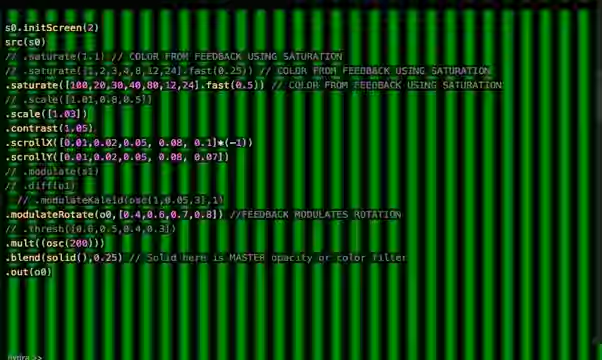 s0.initScreen(2)
src(s0)
// .saturate(1.1) // COLOR FROM FEEDBACK USING SATURATION
// .saturate([1,2,3,4,8,12,24].fast(0.25)) // COLOR FROM FEEDBACK USING SATURATION
.saturate([100,20,30,40,80,12,24].fast(0.5)) // COLOR FROM FEEDBACK USING SATURATION
// .scale([1.01,0.8,0.5])
.scale([1.03])
.contrast(1.05)
.scrollX([0.01,0.02,0.05, 0.08, 0.1]*(-1))
.scrollY([0.01,0.02,0.05, 0.08, 0.07])
// .modulate(s1)
// .diff(o1)
// .modulateKaleid(osc(1,0.05,3),1)
.modulateRotate(o0,[0.4,0.6,0.7,0.8]) //FEEDBACK MODULATES ROTATION
// .thresh([0.6,0.5,0.4,0.3])
.mult((osc(200)))
.blend(solid(),0.25) // Solid here is MASTER opacity or color filter
.out(o0)
hydra >>